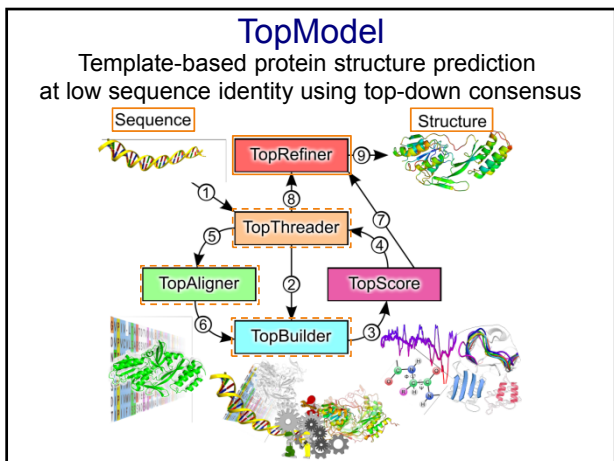 TopModel
Template-based protein structure prediction
at low sequence identity using top-down consensus
Sequence
Structure
TopRefiner
9
1
8
7
TopThreader
5
4
TopAligner
2
TopScore
6
TopBuilder
3